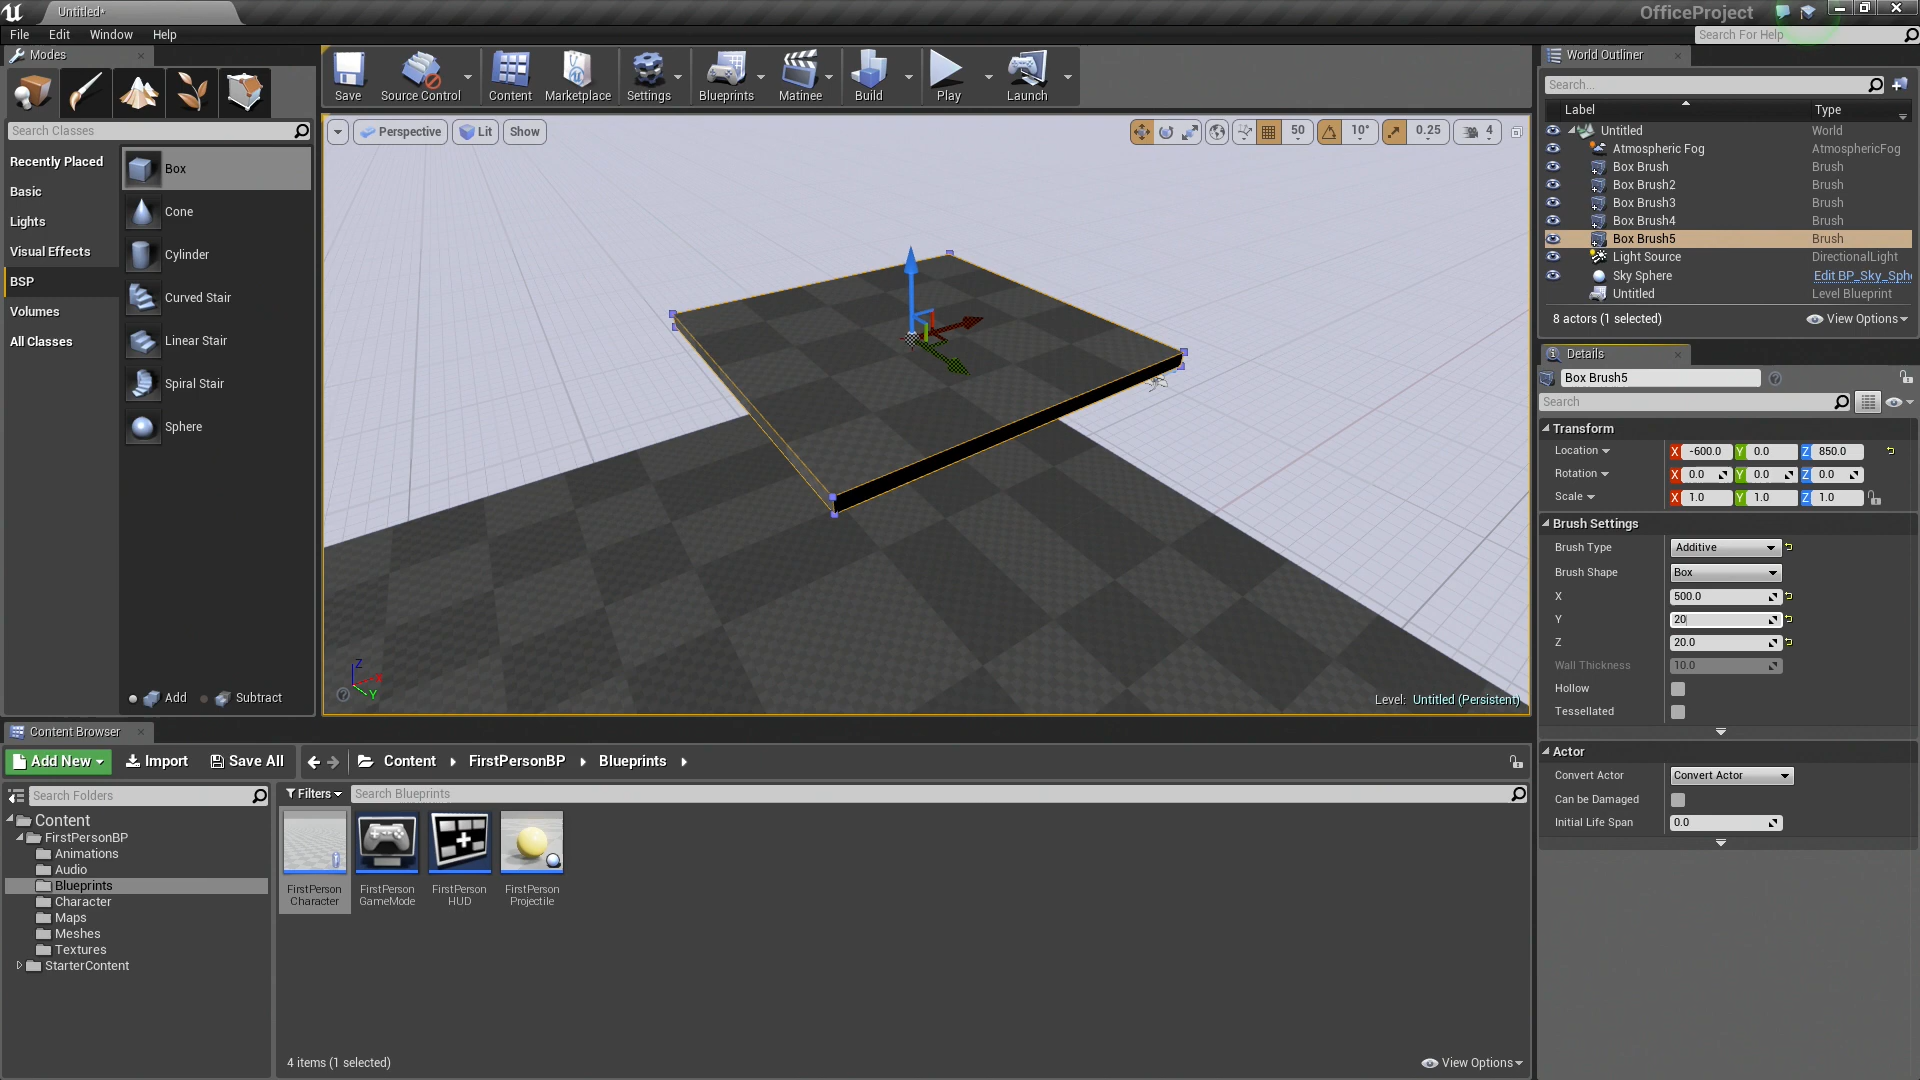 Untitled*
OfficeProject
File Edit Window Help
Search For Help
Modes
Search Classes
Recently Placed
Basic
Lights
Visual Effects
BSP
Volumes
All Classes
Box
Cone
Cylinder
Curved Stair
Linear Stair
Spiral Stair
Sphere
Add Subtract
Save Source Control Content Marketplace Settings Blueprints Matinee Build Play Launch
Perspective Lit Show
50 10° 0.25 4
Z X Y
Level: Untitled (Persistent)
World Outliner
Search...
Label Type
Untitled World
Atmospheric Fog AtmosphericFog
Box Brush Brush
Box Brush2 Brush
Box Brush3 Brush
Box Brush4 Brush
Box Brush5 Brush
Light Source DirectionalLight
Sky Sphere Edit BP_Sky_Sph
Untitled Level Blueprint
8 actors (1 selected) View Options
Details
Box Brush5
Search
Transform
Location X -600.0 Y 0.0 Z 850.0
Rotation X 0.0 Y 0.0 Z 0.0
Scale X 1.0 Y 1.0 Z 1.0
Brush Settings
Brush Type Additive
Brush Shape Box
X 500.0
Y 20
Z 20.0
Wall Thickness 10.0
Hollow
Tessellated
Actor
Convert Actor Convert Actor
Can be Damaged
Initial Life Span 0.0
Content Browser
Add New Import Save All Content FirstPersonBP Blueprints
Search Folders
Filters Search Blueprints
Content
FirstPersonBP
Animations
Audio
Blueprints
Character
Maps
Meshes
Textures
StarterContent
FirstPerson Character
FirstPerson GameMode
FirstPerson HUD
FirstPerson Projectile
4 items (1 selected) View Options